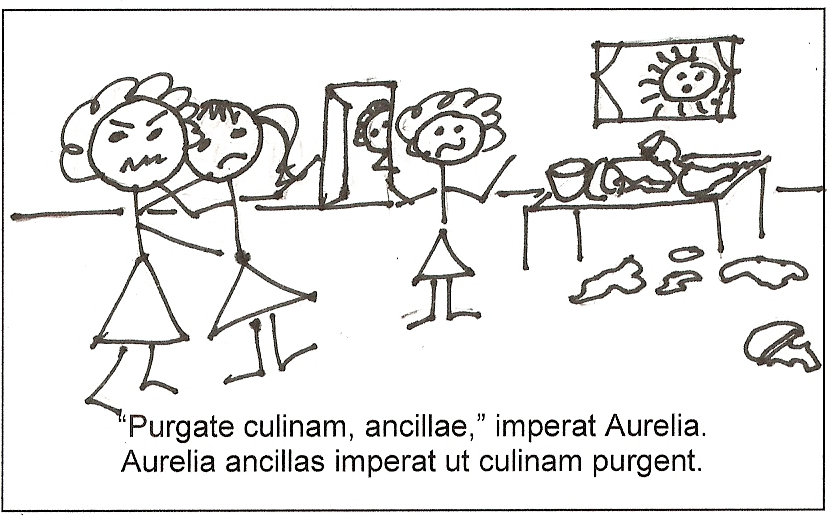 “Purgate culinam, ancillae,” imperat Aurelia.
Aurelia ancillas imperat ut culinam purgent.